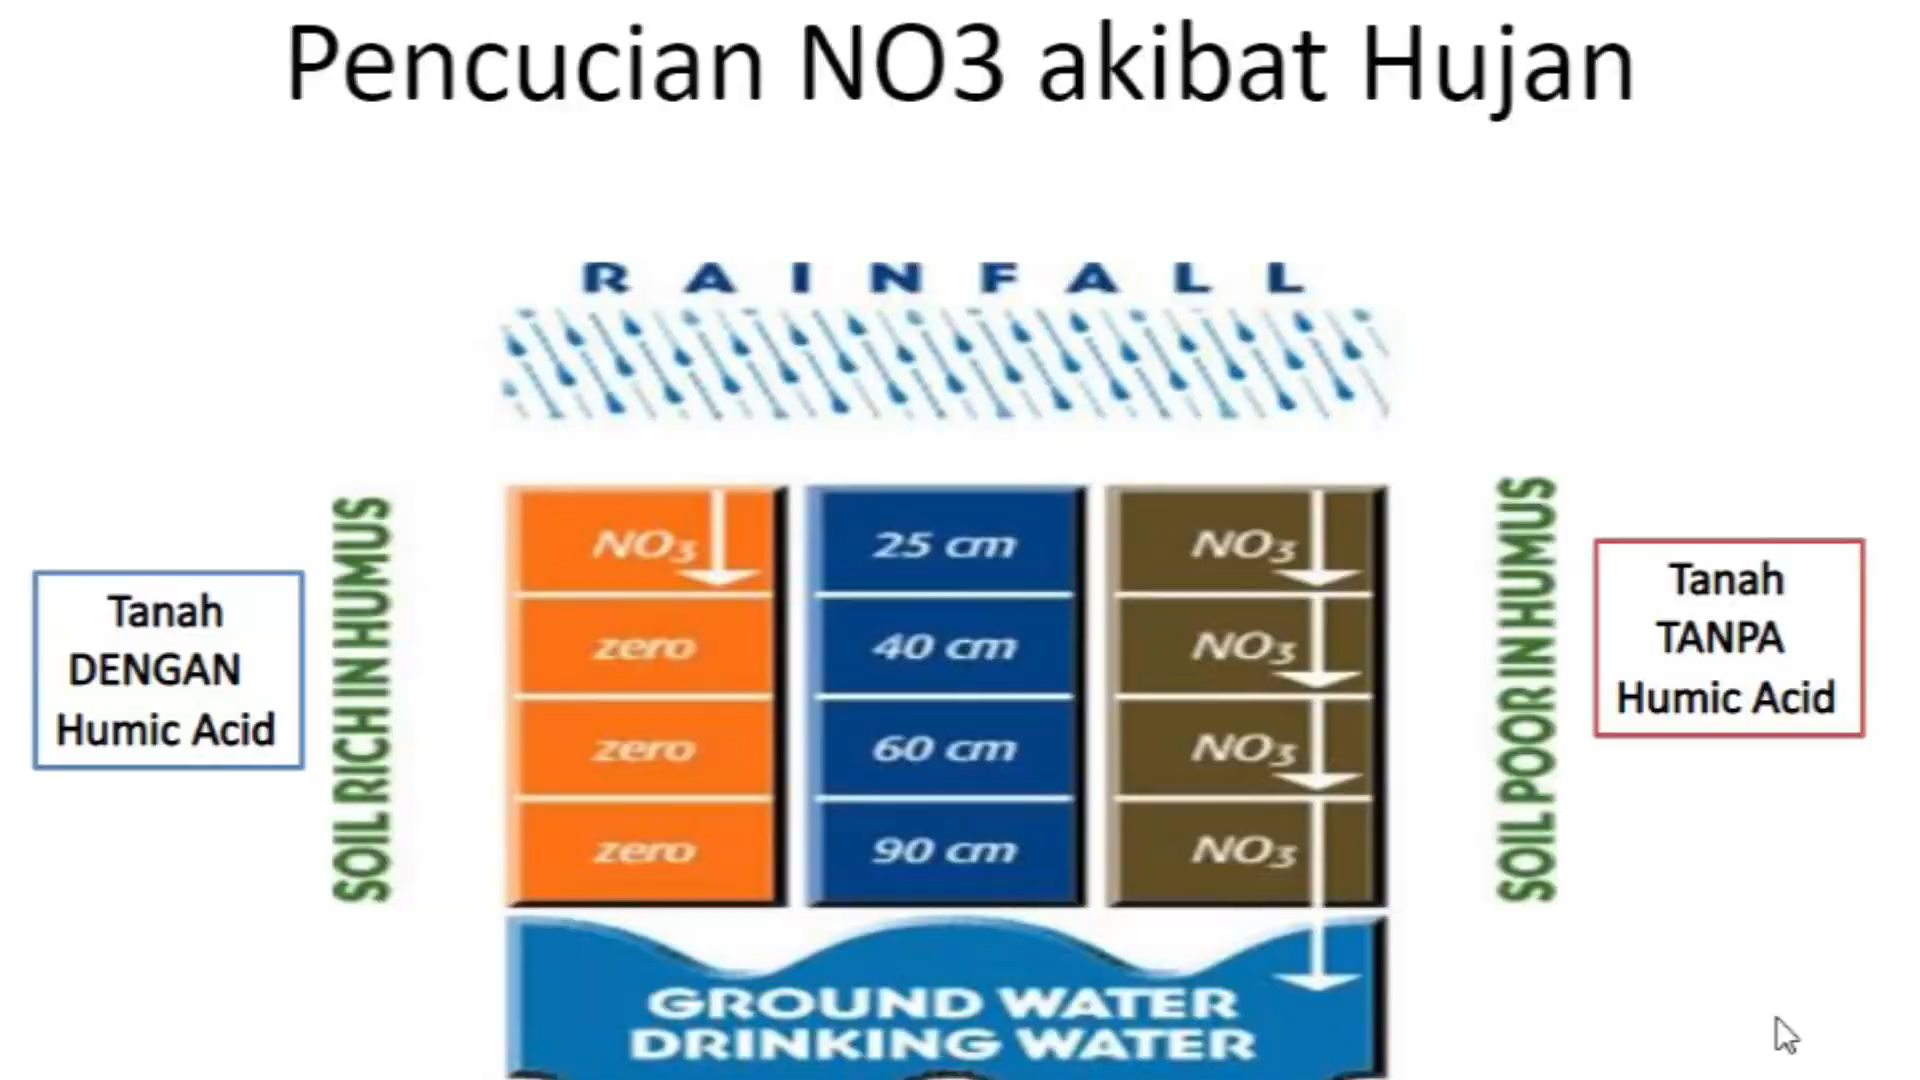 Pencucian NO3 akibat Hujan
RAINFALL
SOIL RICH IN HUMUS
Tanah
DENGAN
Humic Acid
NO3
zero
zero
zero
25 cm
40 cm
60 cm
90 cm
NO3
NO3
NO3
NO3
SOIL POOR IN HUMUS
Tanah
TANPA
Humic Acid
GROUND WATER
DRINKING WATER